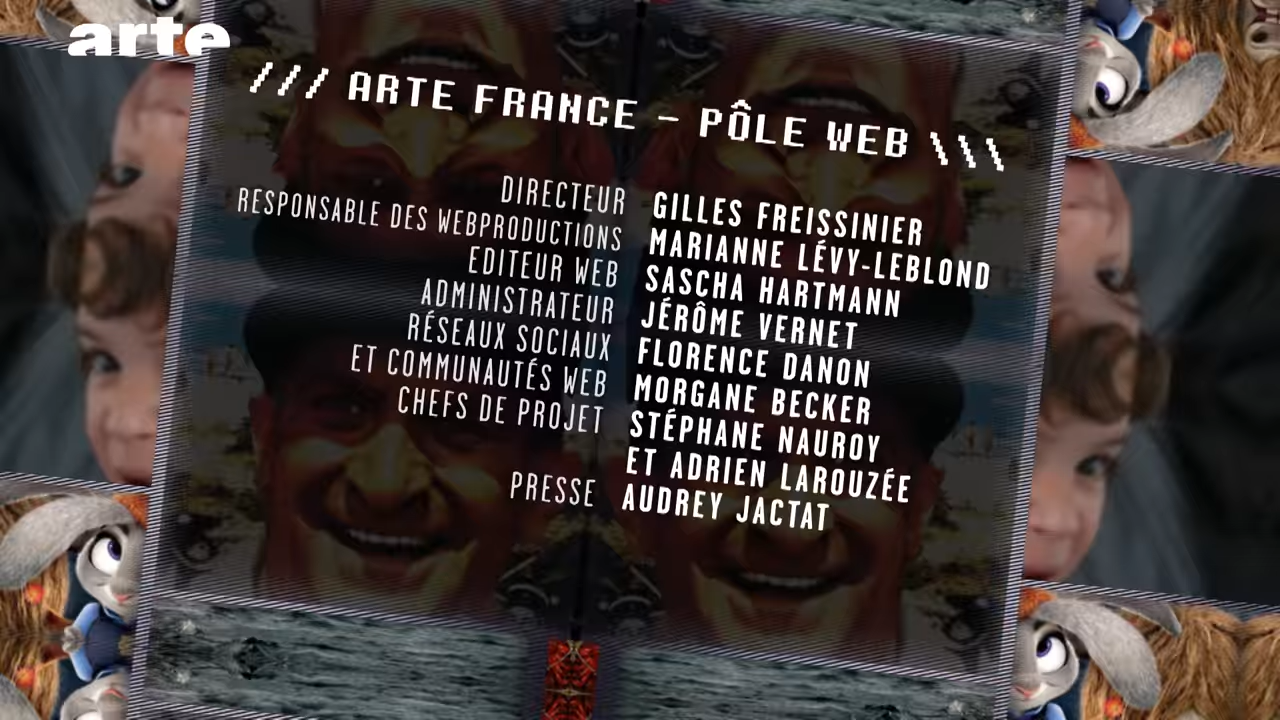 arte
/// ARTE FRANCE - PÔLE WEB \\\
DIRECTEUR GILLES FREISSINIER
RESPONSABLE DES WEBPRODUCTIONS MARIANNE LÉVY-LEBLOND
EDITEUR WEB SASCHA HARTMANN
ADMINISTRATEUR JÉRÔME VERNET
RÉSEAUX SOCIAUX FLORENCE DANON
ET COMMUNAUTÉS WEB MORGANE BECKER
CHEFS DE PROJET STÉPHANE NAUROY
ET ADRIEN LAROUZÉE
PRESSE AUDREY JACTAT